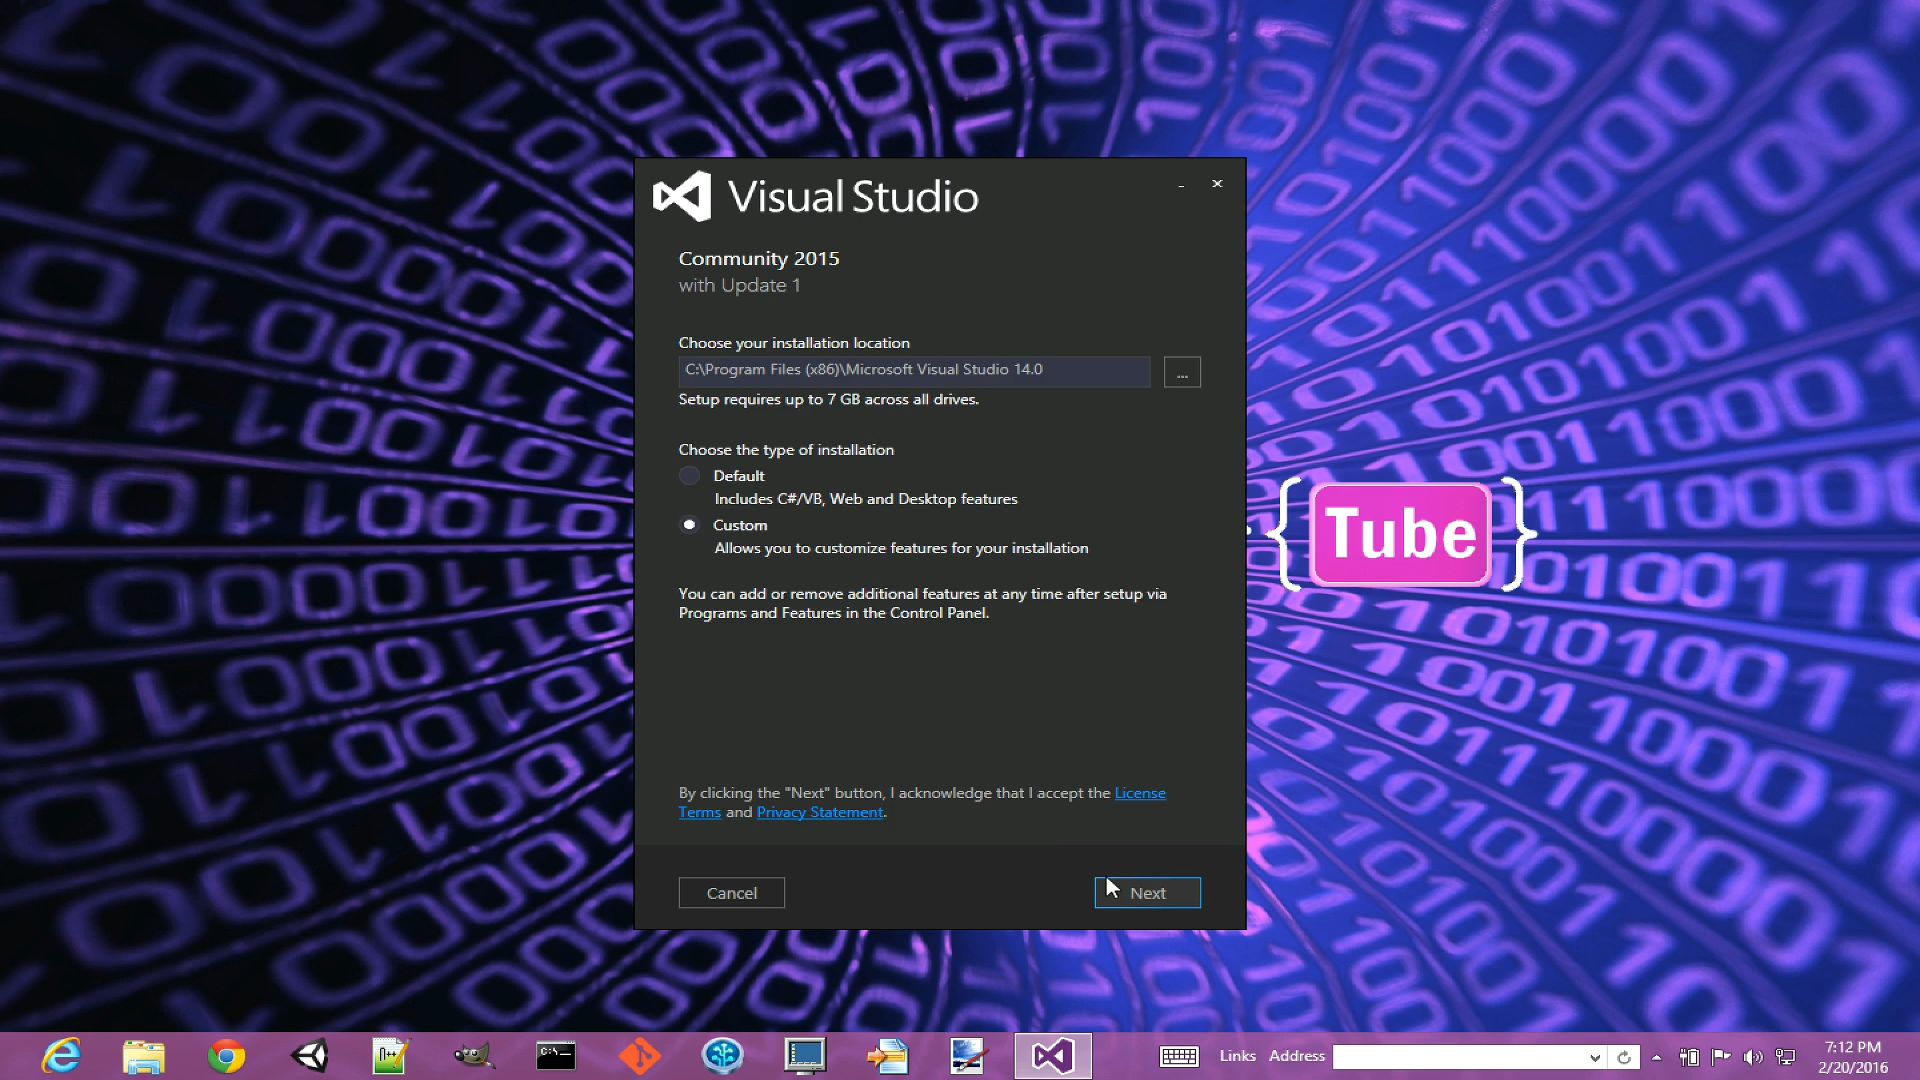 Visual Studio
Community 2015
with Update 1
Choose your installation location
C:\Program Files (x86)\Microsoft Visual Studio 14.0
...
Setup requires up to 7 GB across all drives.
Choose the type of installation
Default
Includes C#/VB, Web and Desktop features
Custom
Allows you to customize features for your installation
{Tube}
You can add or remove additional features at any time after setup via
Programs and Features in the Control Panel.
By clicking the "Next" button, I acknowledge that I accept the License
Terms and Privacy Statement.
Cancel
Next
Links Address
7:12 PM
2/20/2016